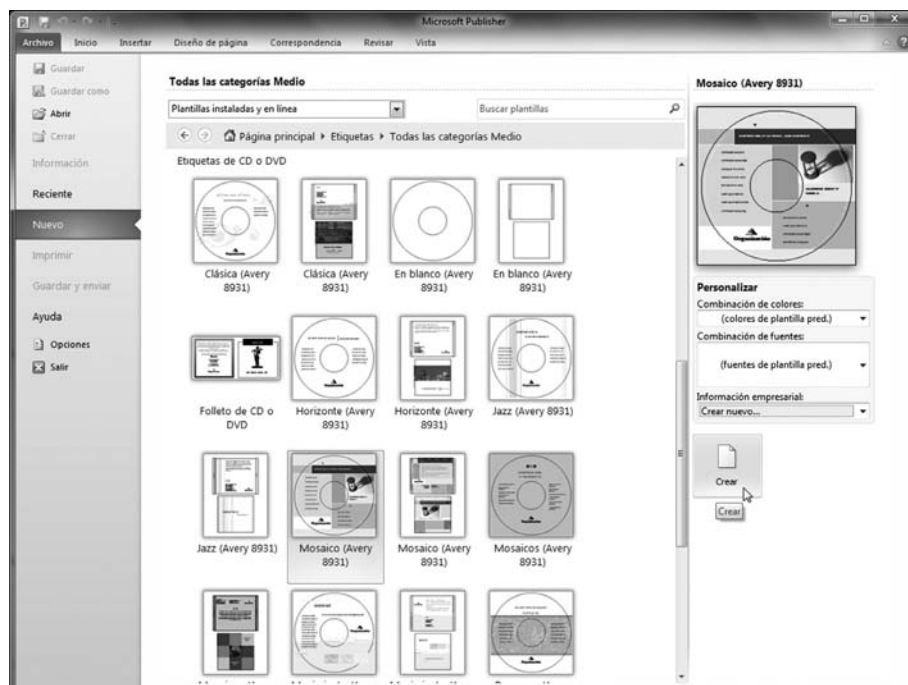 Microsoft Publisher
Archivo Inicio Insertar Diseño de página Correspondencia Revisar Vista
Guardar
Guardar como
Abrir
Cerrar
Información
Reciente
Nuevo
Imprimir
Guardar y enviar
Ayuda
Opciones
Salir
Todas las categorías Medio
Plantillas instaladas y en línea
Buscar plantillas
Página principal Etiquetas Todas las categorías Medio
Etiquetas de CD o DVD
Clásica (Avery 8931)
Clásica (Avery 8931)
En blanco (Avery 8931)
En blanco (Avery 8931)
Folleto de CD o DVD
Horizonte (Avery 8931)
Horizonte (Avery 8931)
Jazz (Avery 8931)
Jazz (Avery 8931)
Mosaico (Avery 8931)
Mosaico (Avery 8931)
Mosaicos (Avery 8931)
Mosaico (Avery 8931)
Organización
Personalizar
Combinación de colores:
(colores de plantilla pred.)
Combinación de fuentes:
(fuentes de plantilla pred.)
Información empresarial:
Crear nuevo...
Crear
Crear